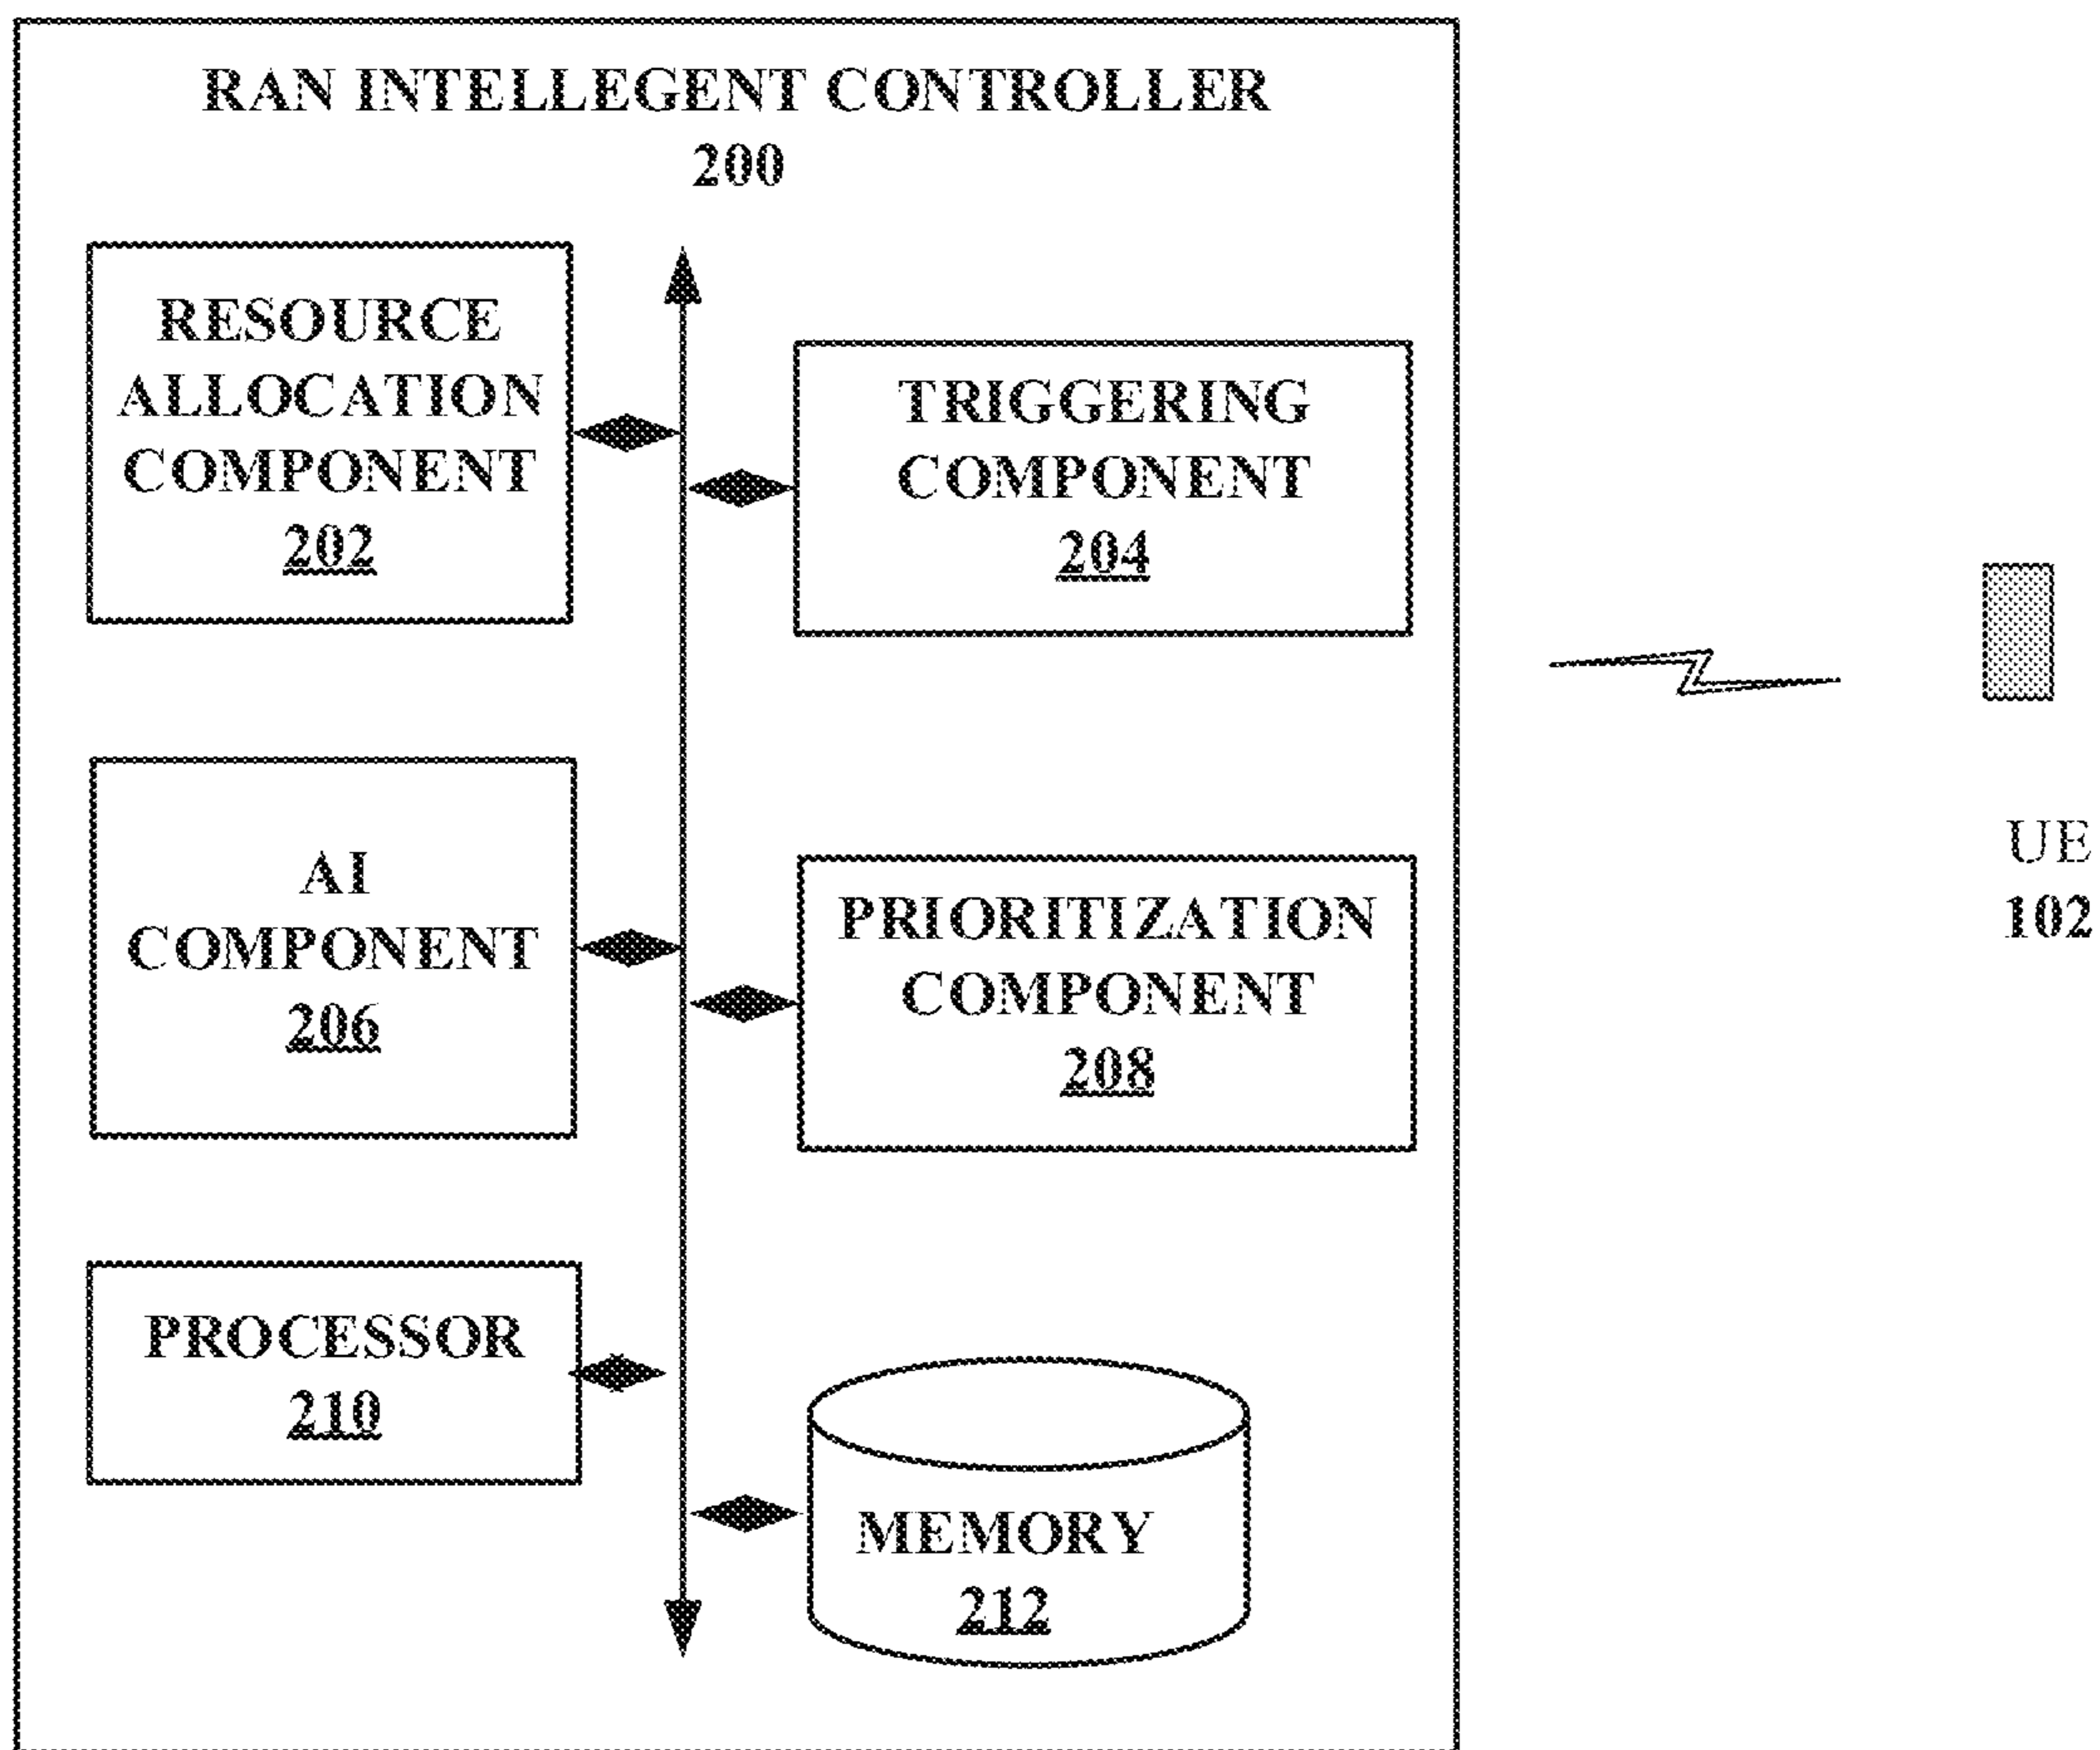 RAN INTELLEGENT CONTROLLER
200
RESOURCE
ALLOCATION
COMPONENT
202
TRIGGERING
COMPONENT
204
AI
COMPONENT
206
PRIORITIZATION
COMPONENT
208
PROCESSOR
210
MEMORY
212
UE
102